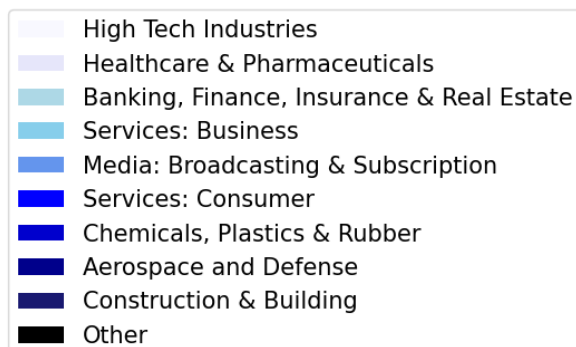 High Tech Industries
Healthcare & Pharmaceuticals
Banking, Finance, Insurance & Real Estate
Services: Business
Media: Broadcasting & Subscription
Services: Consumer
Chemicals, Plastics & Rubber
Aerospace and Defense
Construction & Building
Other